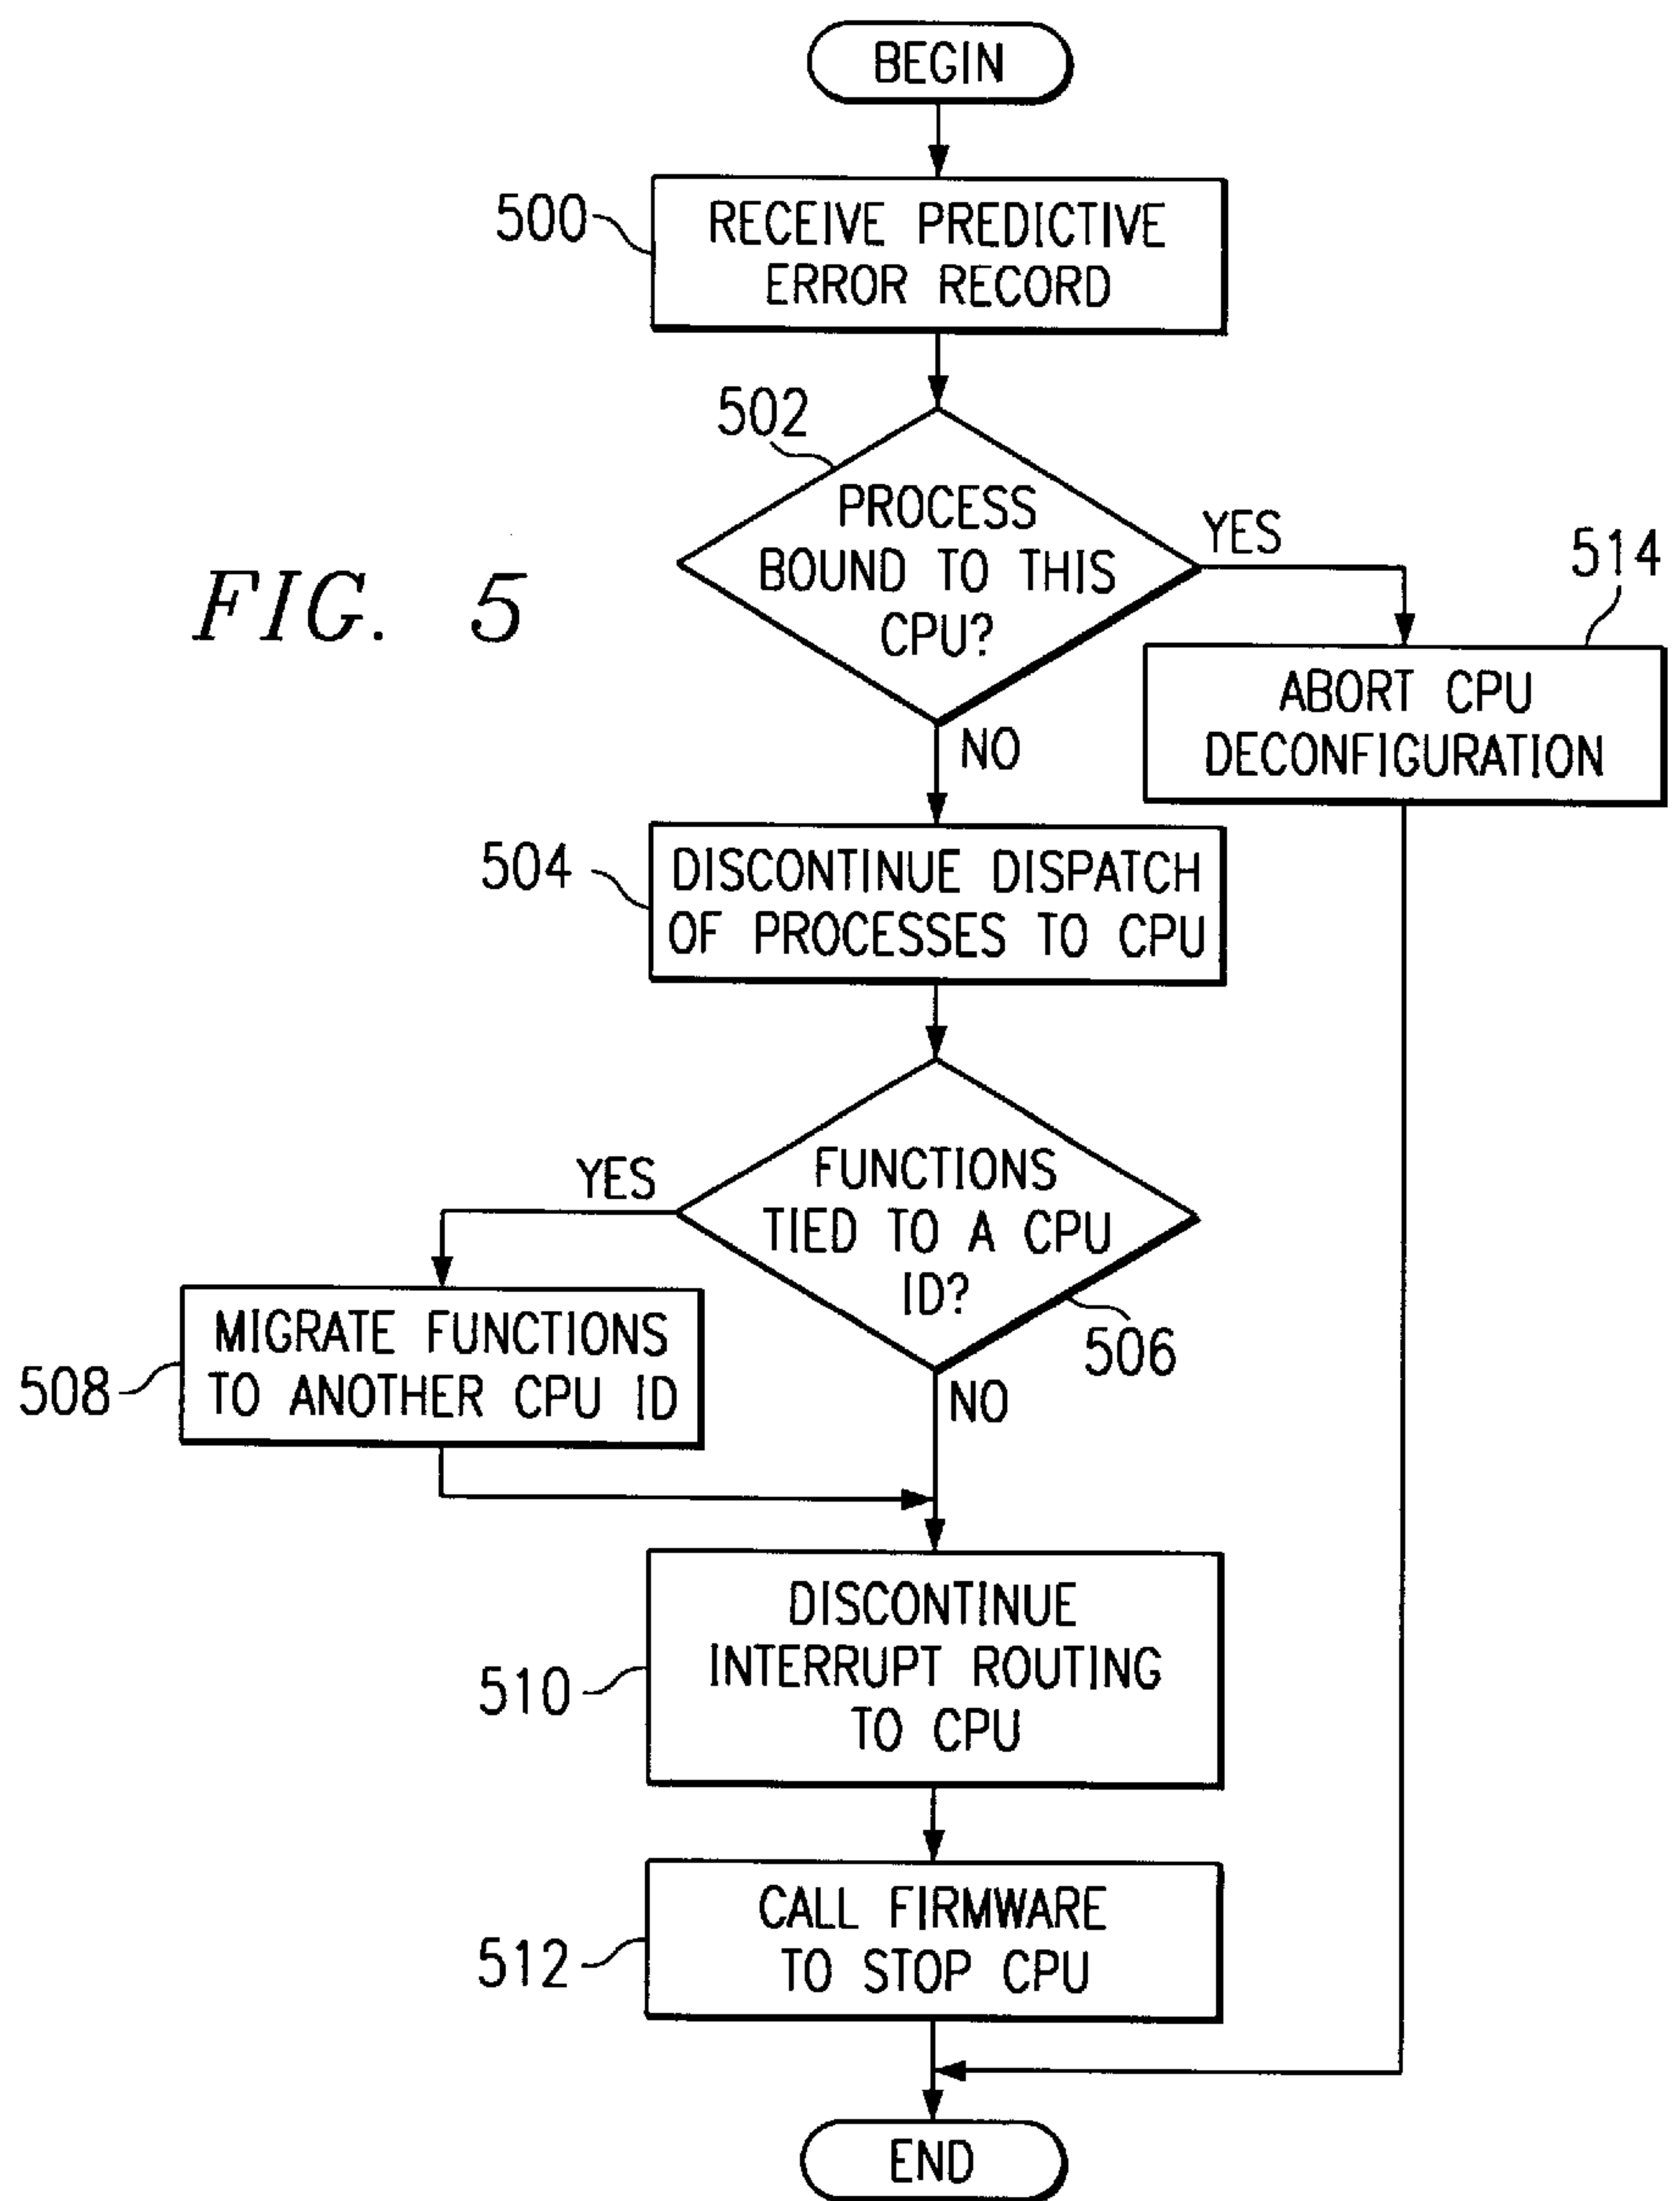 BEGIN
500
RECEIVE PREDICTIVE
ERROR RECORD
502
PROCESS
BOUND TO THIS
CPU?
YES
514
ABORT CPU
DECONFIGURATION
FIG. 5
NO
504
DISCONTINUE DISPATCH
OF PROCESSES TO CPU
YES
FUNCTIONS
TIED TO A CPU
ID?
506
508
MIGRATE FUNCTIONS
TO ANOTHER CPU ID
NO
510
DISCONTINUE
INTERRUPT ROUTING
TO CPU
512
CALL FIRMWARE
TO STOP CPU
END